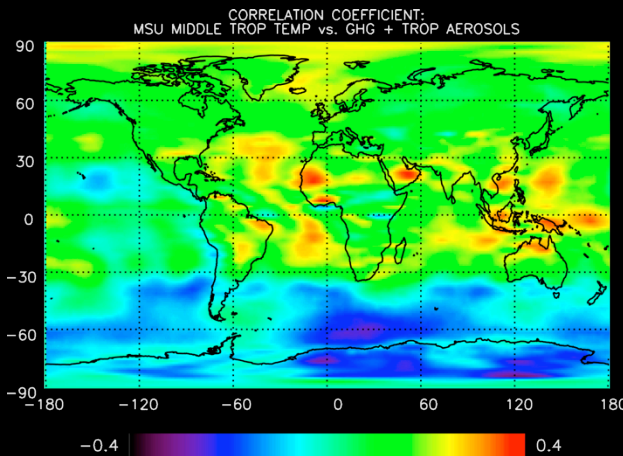 CORRELATION COEFFICIENT:
MSU MIDDLE TROP TEMP vs. GHG + TROP AEROSOLS
90
60
30
0
-30
-60
-90
-180 -120 -60 0 60 120 180
-0.4 0.4